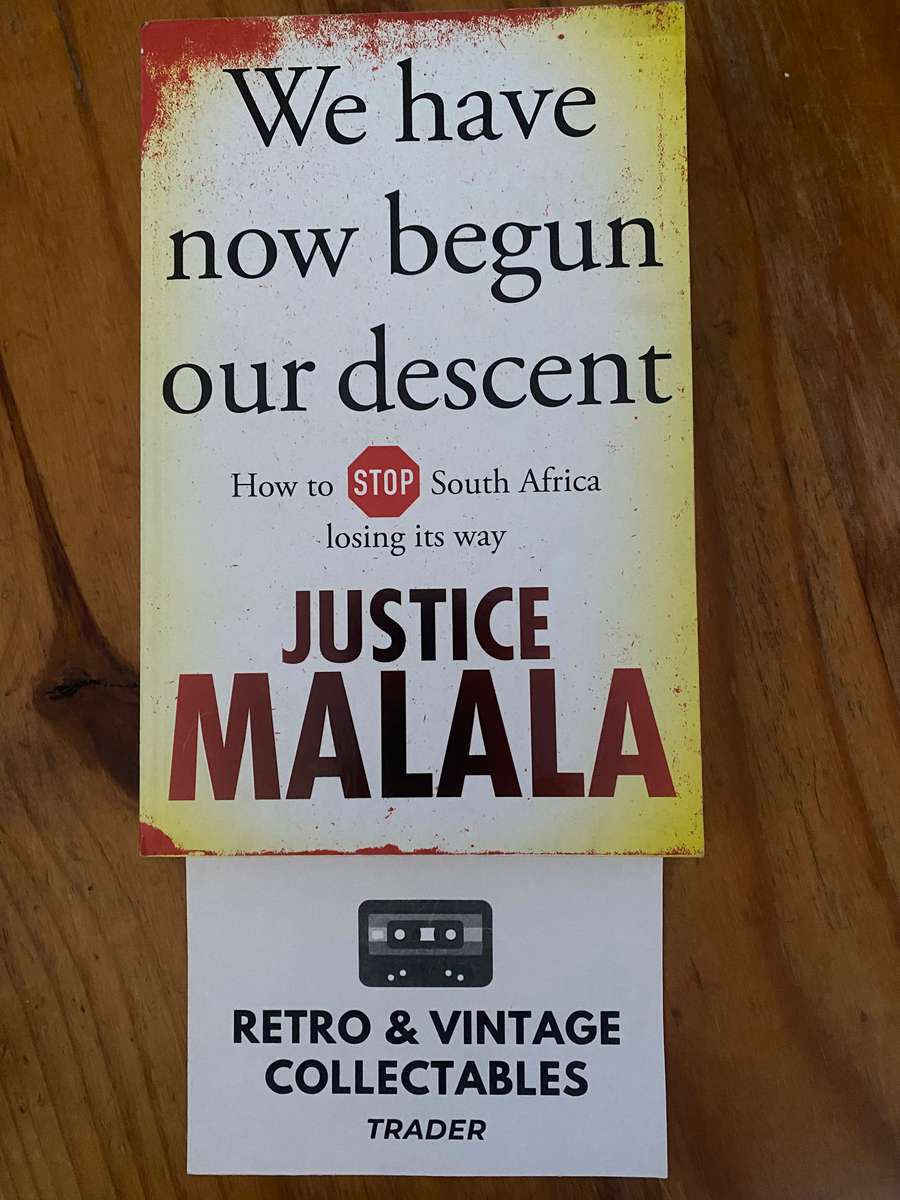 We have
now begun
our descent
How to STOP South Africa
losing its way
JUSTICE
MALALA
RETRO & VINTAGE
COLLECTABLES
TRADER